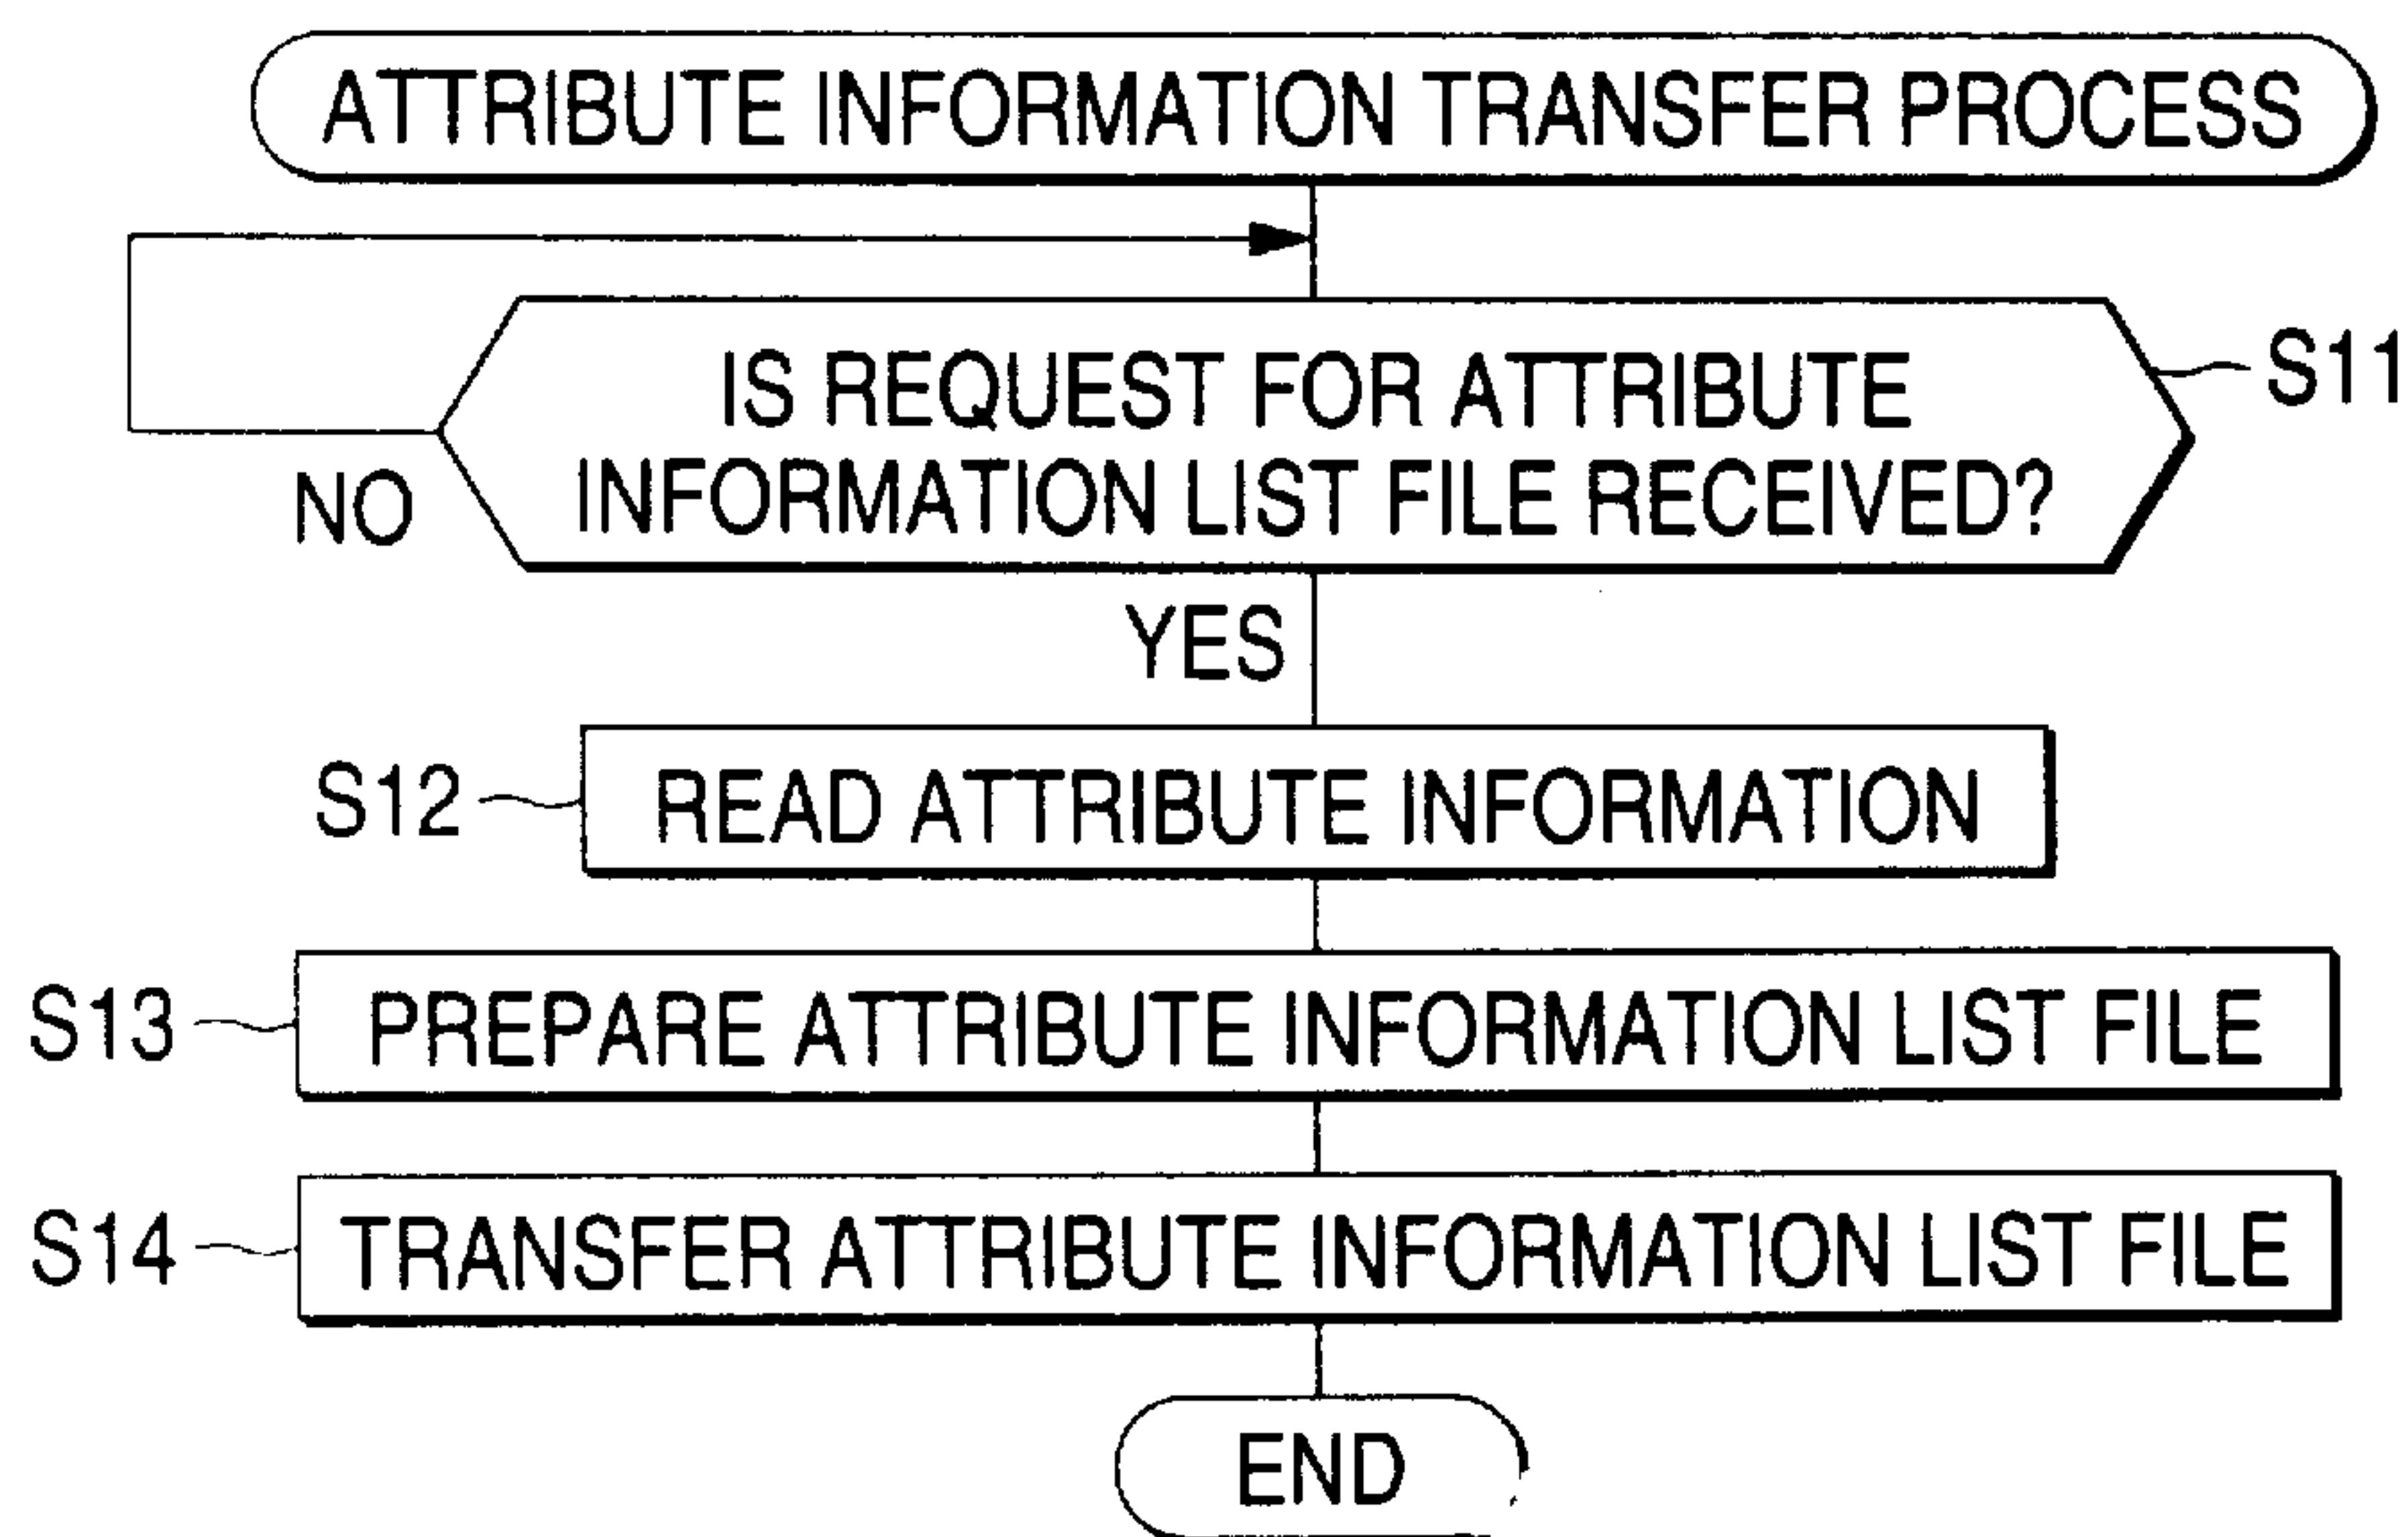 ATTRIBUTE INFORMATION TRANSFER PROCESS
IS REQUEST FOR ATTRIBUTE
INFORMATION LIST FILE RECEIVED?
S11
NO
YES
S12
READ ATTRIBUTE INFORMATION
S13
PREPARE ATTRIBUTE INFORMATION LIST FILE
S14
TRANSFER ATTRIBUTE INFORMATION LIST FILE
END